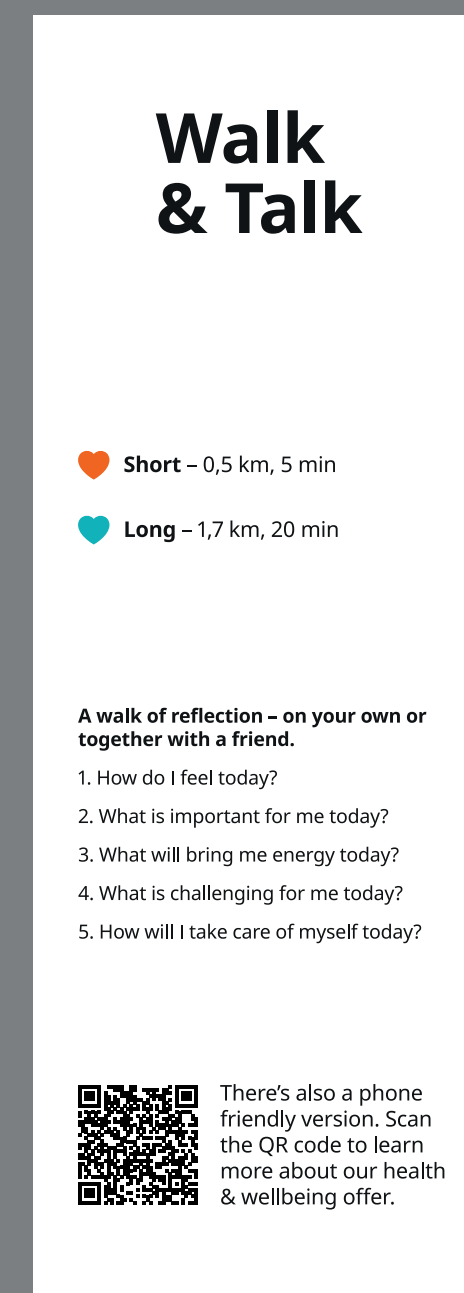 Walk
& Talk
Short – 0,5 km, 5 min
Long – 1,7 km, 20 min
A walk of reflection – on your own or
together with a friend.
1. How do I feel today?
2. What is important for me today?
3. What will bring me energy today?
4. What is challenging for me today?
5. How will I take care of myself today?
There’s also a phone
friendly version. Scan
the QR code to learn
more about our health
& wellbeing offer.